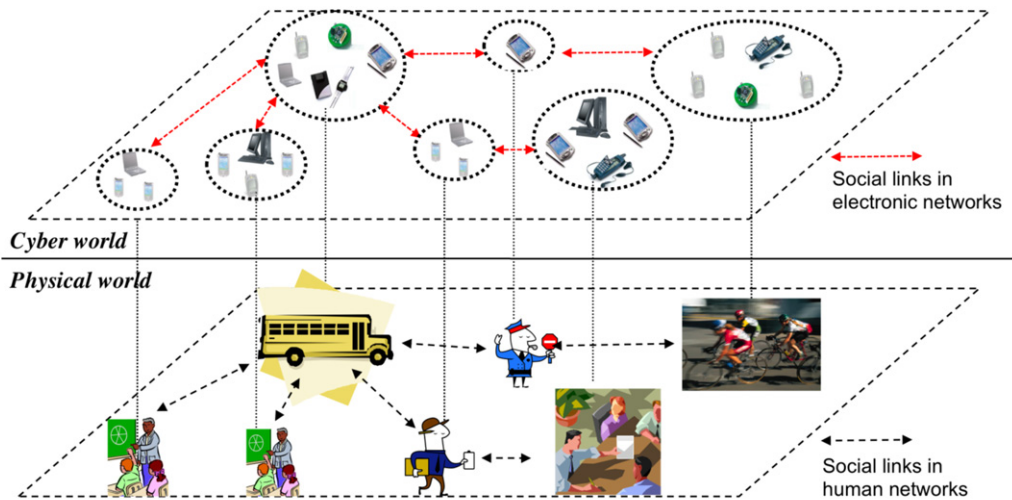 Social links in
electronic networks
Cyber world
Physical world
Social links in
human networks